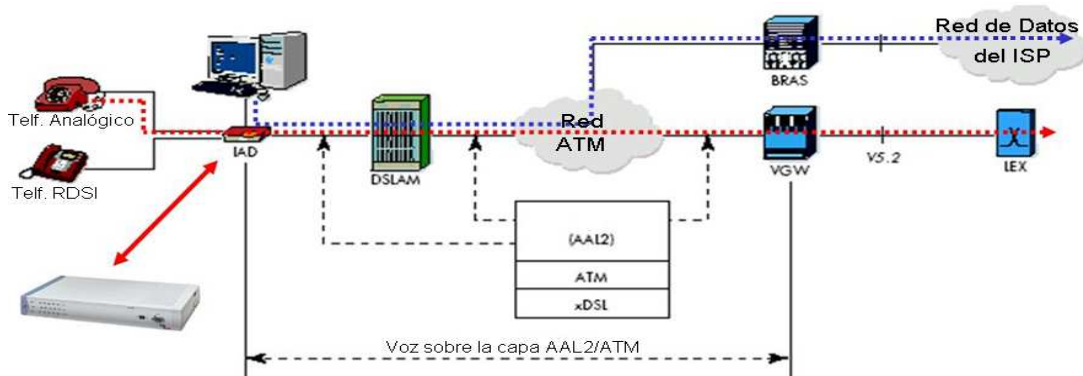 Red de Datos
del ISP
BRAS
Telf. Analógico
Telf. RDSI
IAD
DSLAM
Red
ATM
VGW
V5.2
LEX
(AAL2)
ATM
xDSL
Voz sobre la capa AAL2/ATM